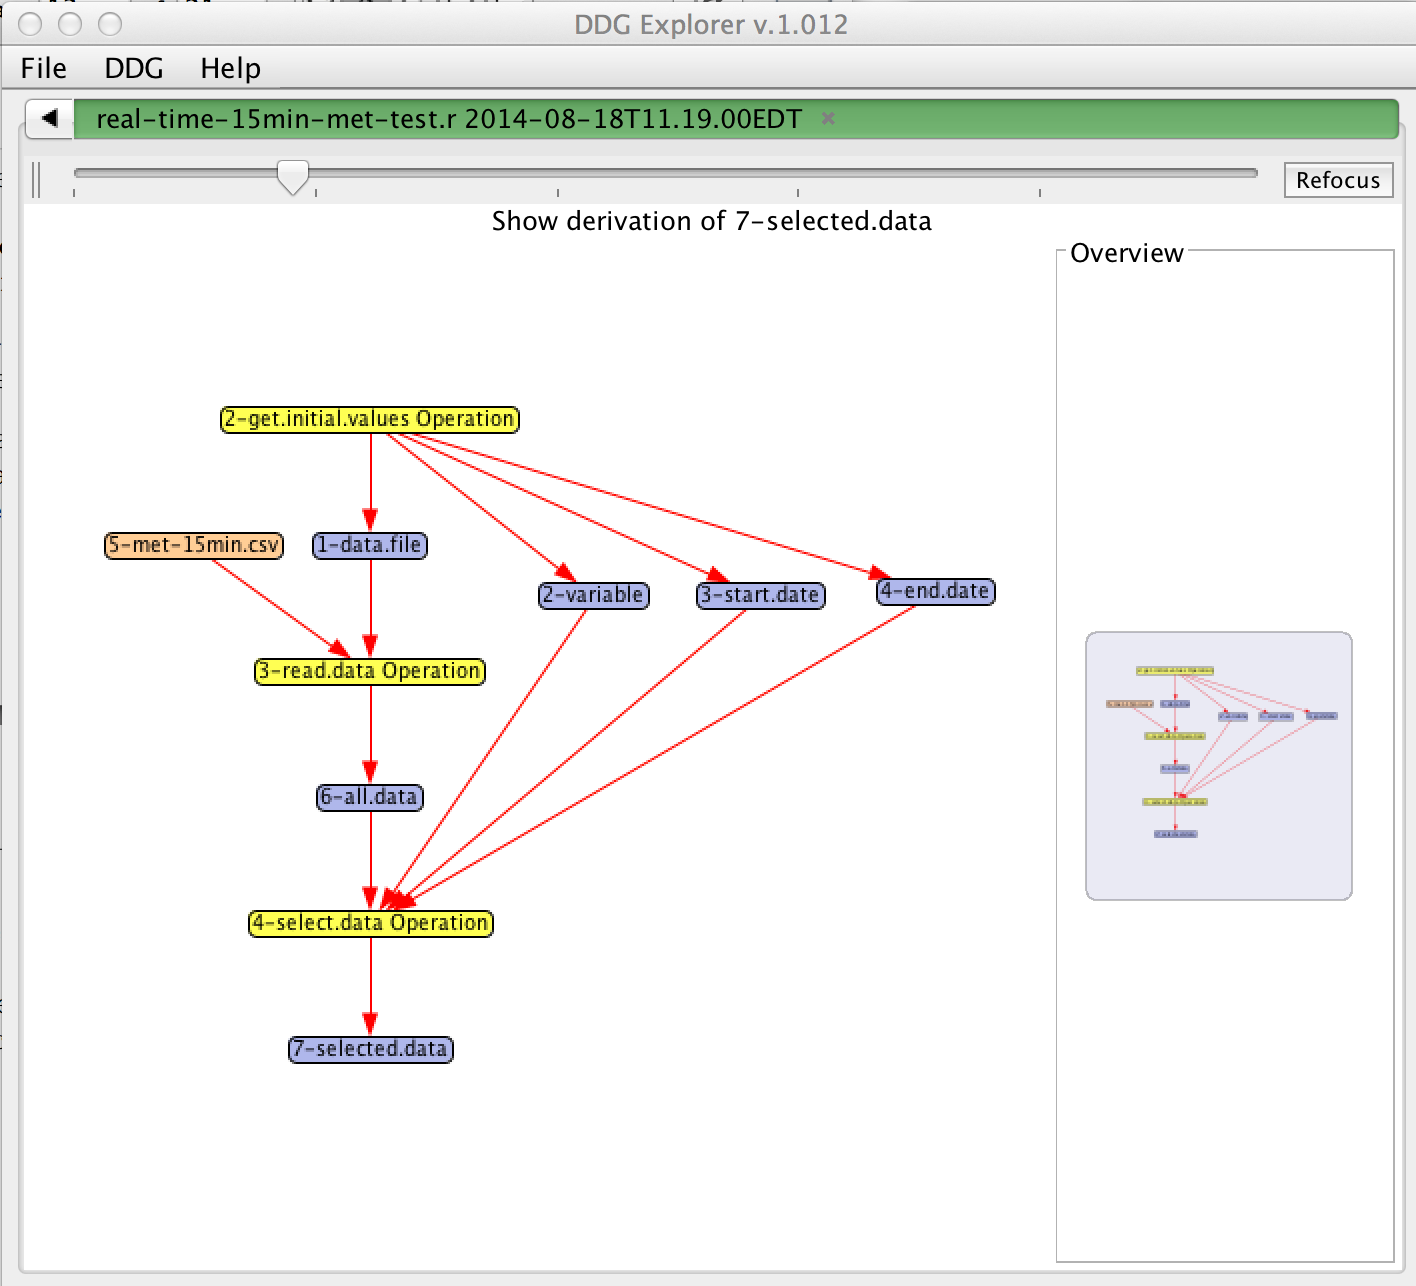 DDG Explorer v.1.012
File DDG Help
real-time-15min-met-test.r 2014-08-18T11.19.00EDT
Refocus
Show derivation of 7-selected.data
Overview
2-get.initial.values Operation
5-met-15min.csv
1-data.file
2-variable
3-start.date
4-end.date
3-read.data Operation
6-all.data
4-select.data Operation
7-selected.data